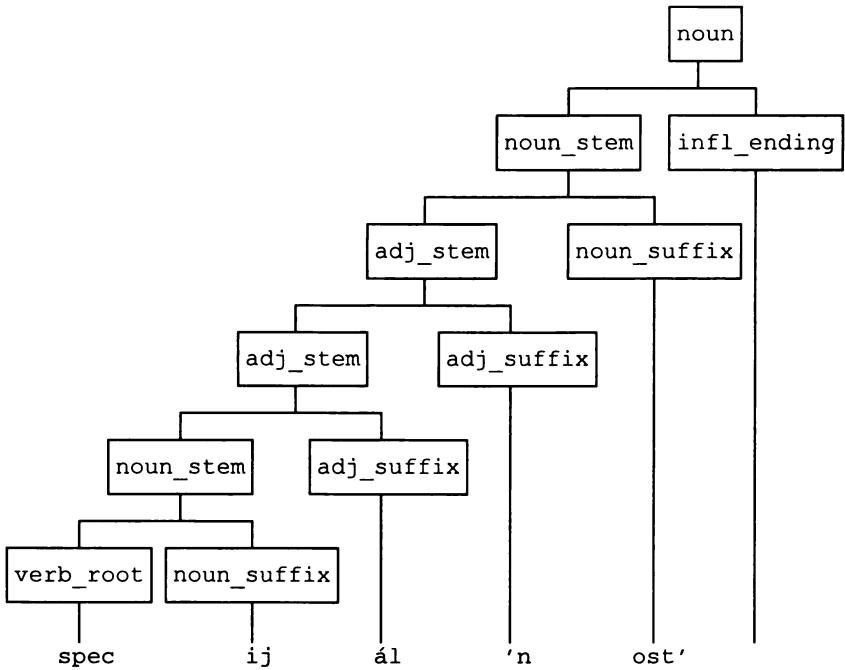 noun
noun_stem infl_ending
adj_stem noun_suffix
adj_stem adj_suffix
noun_stem adj_suffix
verb_root noun_suffix
spec ij ál 'n ost'